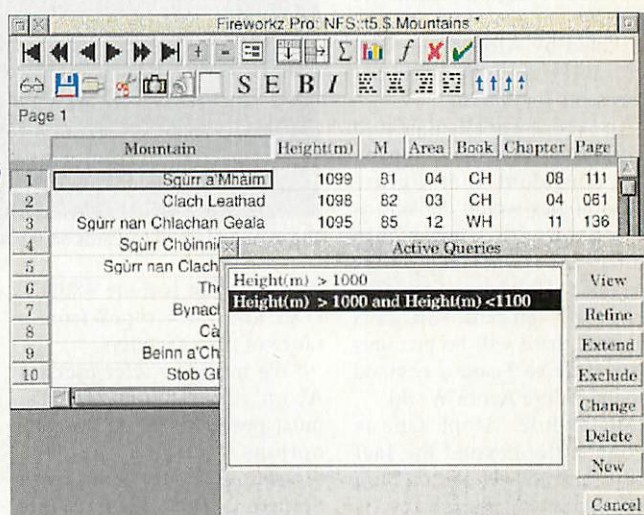 Fireworkz Pro: NFS::t5.$.Mountains *
Σ f
S E B I
Page 1
Mountain Height(m) M Area Book Chapter Page
1 Sgùrr a'Mhàim 1099 81 04 CH 08 111
2 Clach Leathad 1098 82 03 CH 04 061
3 Sgùrr nan Chlachan Geala 1095 85 12 WH 11 136
4 Sgùrr Chòinni
5 Sgùrr nan Clach
6 Th
7 Bynac
8 Cà
9 Beinn a'Ch
10 Stob G
Active Queries
Height(m) > 1000
Height(m) > 1000 and Height(m) <1100
View
Refine
Extend
Exclude
Change
Delete
New
Cancel